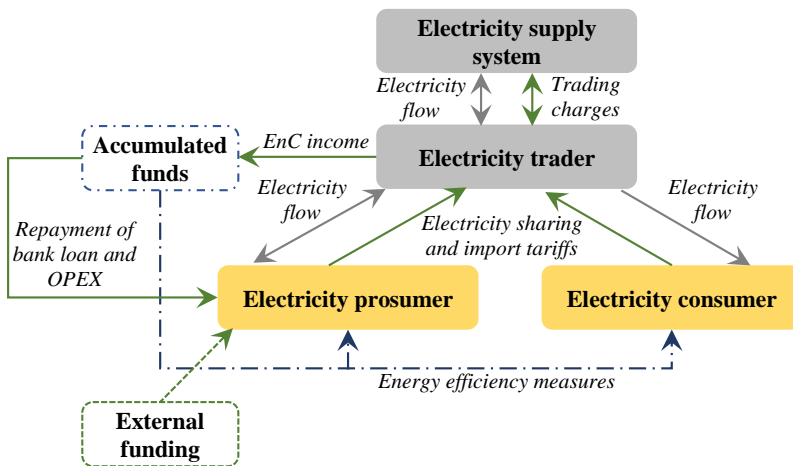 Electricity supply
system
Electricity
flow
Trading
charges
EnC income
Accumulated
funds
Electricity trader
Electricity
flow
Electricity
flow
Electricity sharing
and import tariffs
Repayment of
bank loan and
OPEX
Electricity prosumer
Electricity consumer
Energy efficiency measures
External
funding